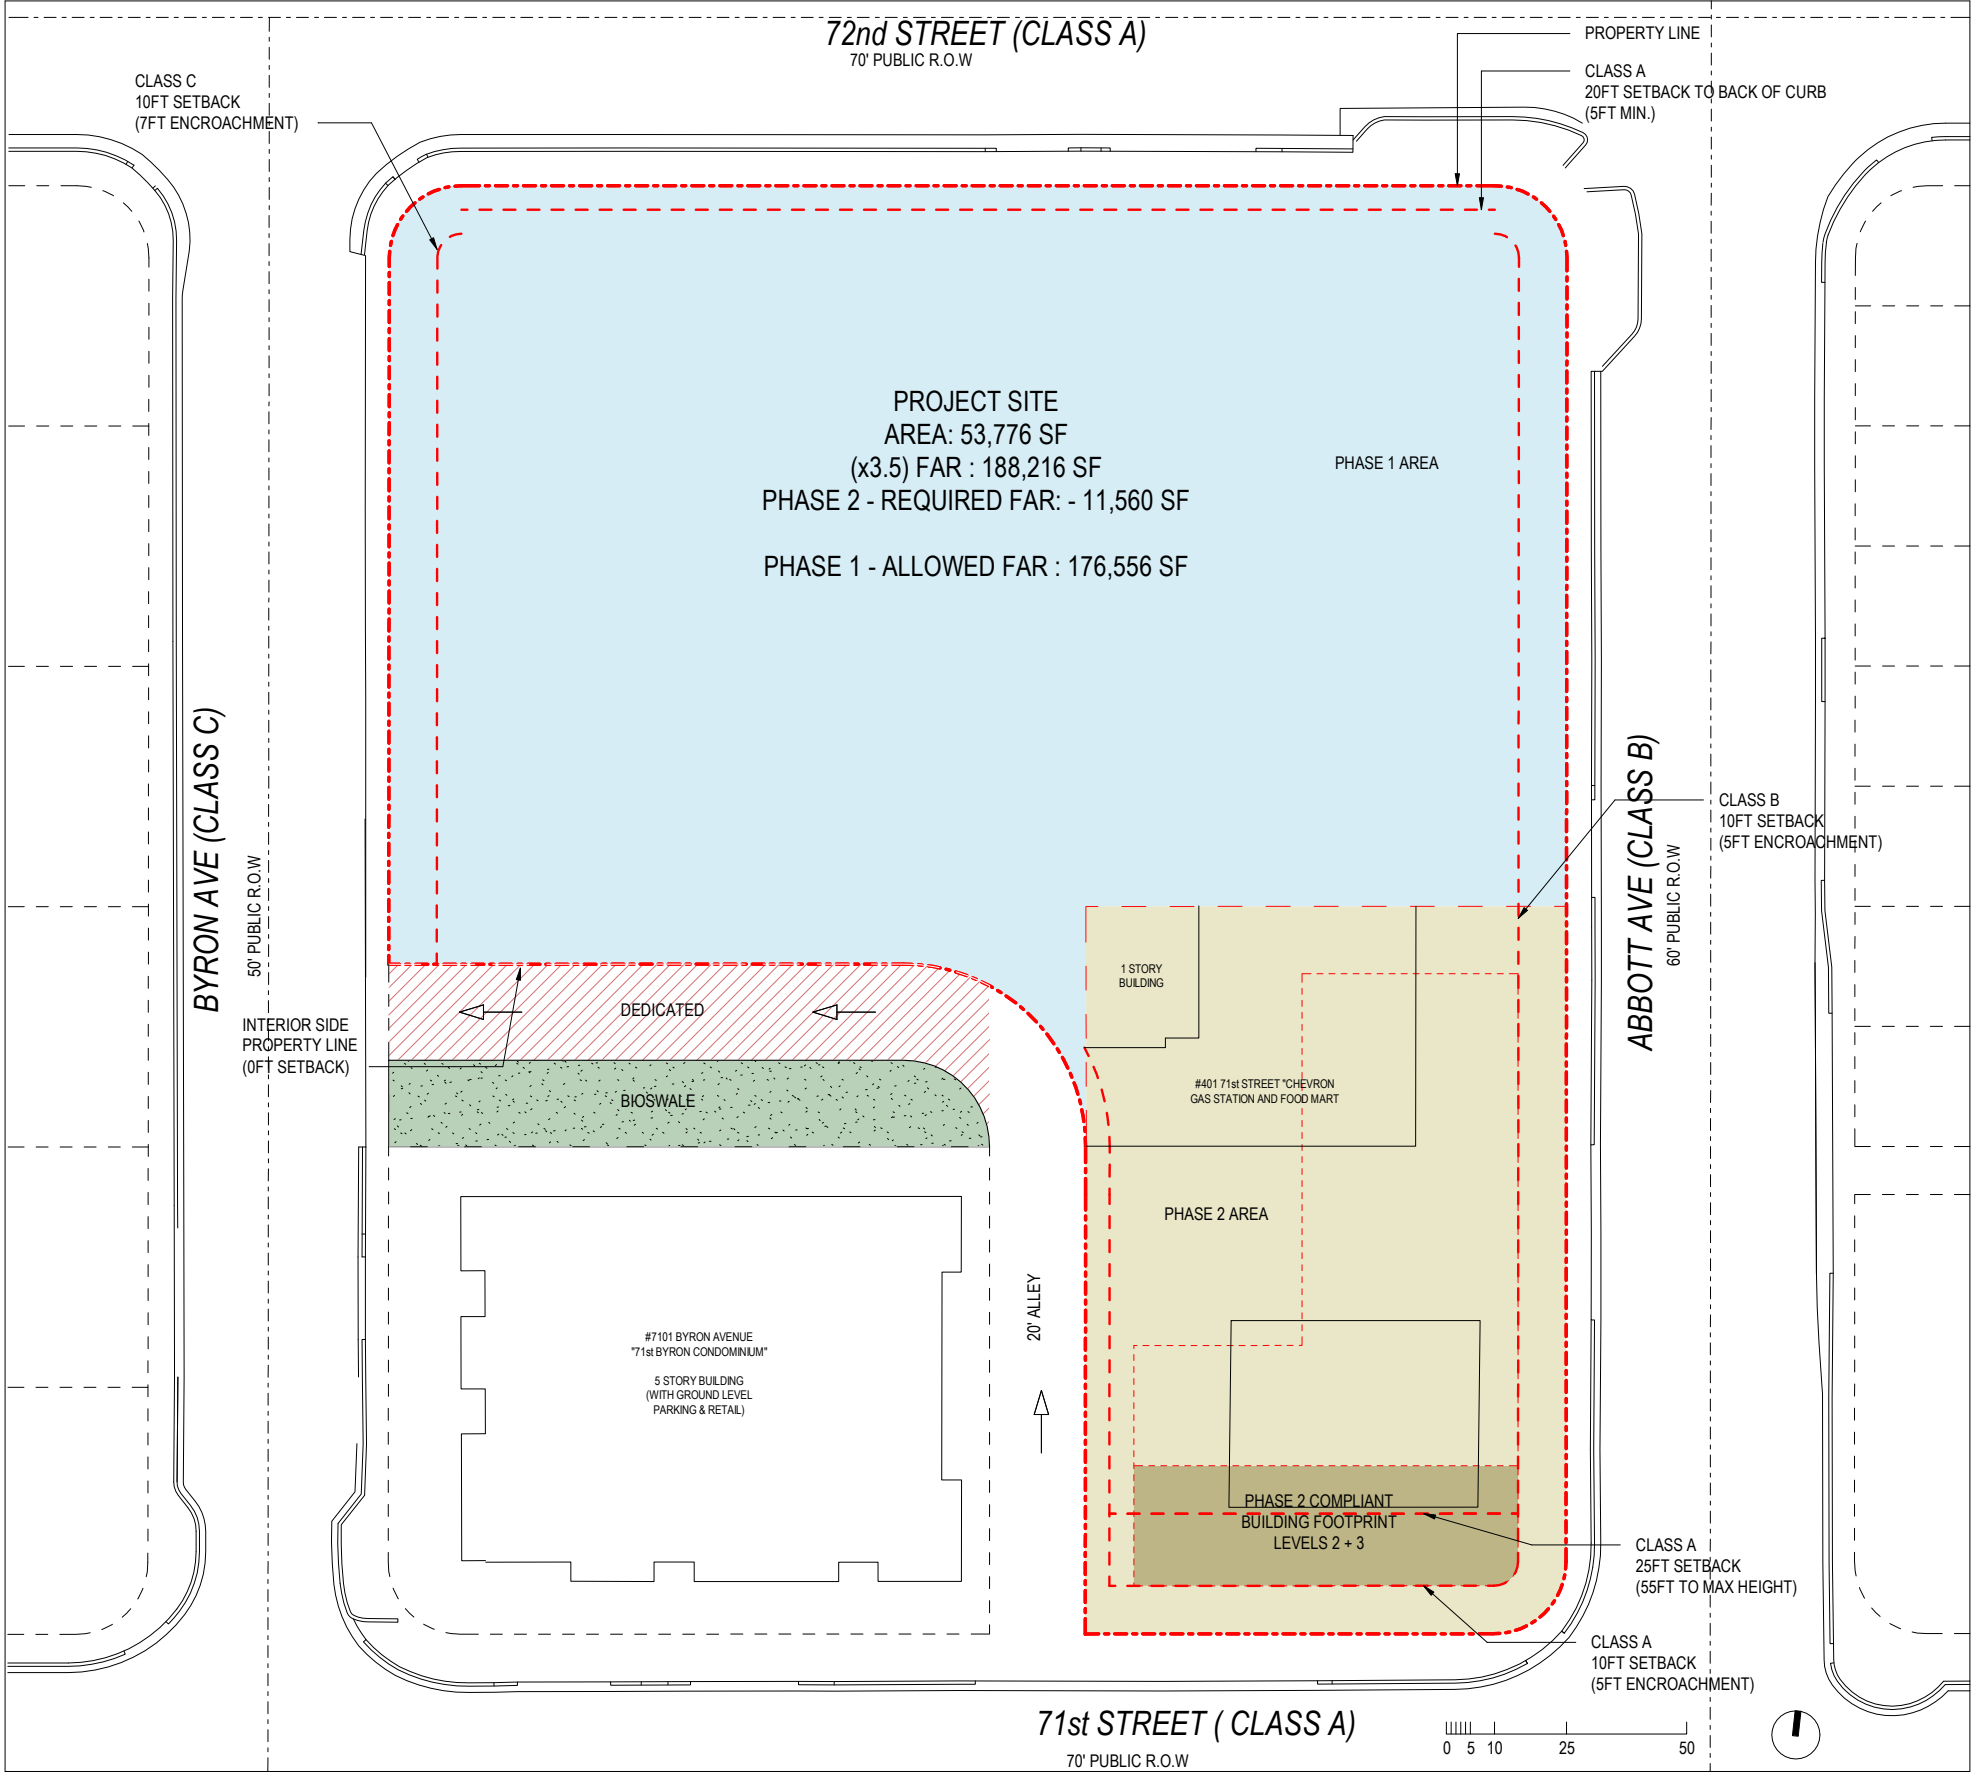 72nd STREET (CLASS A)
70' PUBLIC R.O.W
PROPERTY LINE
CLASS A
20FT SETBACK TO BACK OF CURB
(5FT MIN.)
CLASS C
10FT SETBACK
(7FT ENCROACHMENT)
PROJECT SITE
AREA: 53,776 SF
(x3.5) FAR : 188,216 SF
PHASE 2 - REQUIRED FAR: - 11,560 SF
PHASE 1 - ALLOWED FAR : 176,556 SF
PHASE 1 AREA
BYRON AVE (CLASS C)
50' PUBLIC R.O.W
ABBOTT AVE (CLASS B)
60' PUBLIC R.O.W
CLASS B
10FT SETBACK
(5FT ENCROACHMENT)
1 STORY
BUILDING
DEDICATED
INTERIOR SIDE
PROPERTY LINE
(0FT SETBACK)
BIOSWALE
#401 71st STREET "CHEVRON
GAS STATION AND FOOD MART
PHASE 2 AREA
20' ALLEY
#7101 BYRON AVENUE
"71st BYRON CONDOMINIUM"
5 STORY BUILDING
(WITH GROUND LEVEL
PARKING & RETAIL)
PHASE 2 COMPLIANT
BUILDING FOOTPRINT
LEVELS 2 + 3
CLASS A
25FT SETBACK
(55FT TO MAX HEIGHT)
CLASS A
10FT SETBACK
(5FT ENCROACHMENT)
71st STREET ( CLASS A)
70' PUBLIC R.O.W
0 5 10 25 50